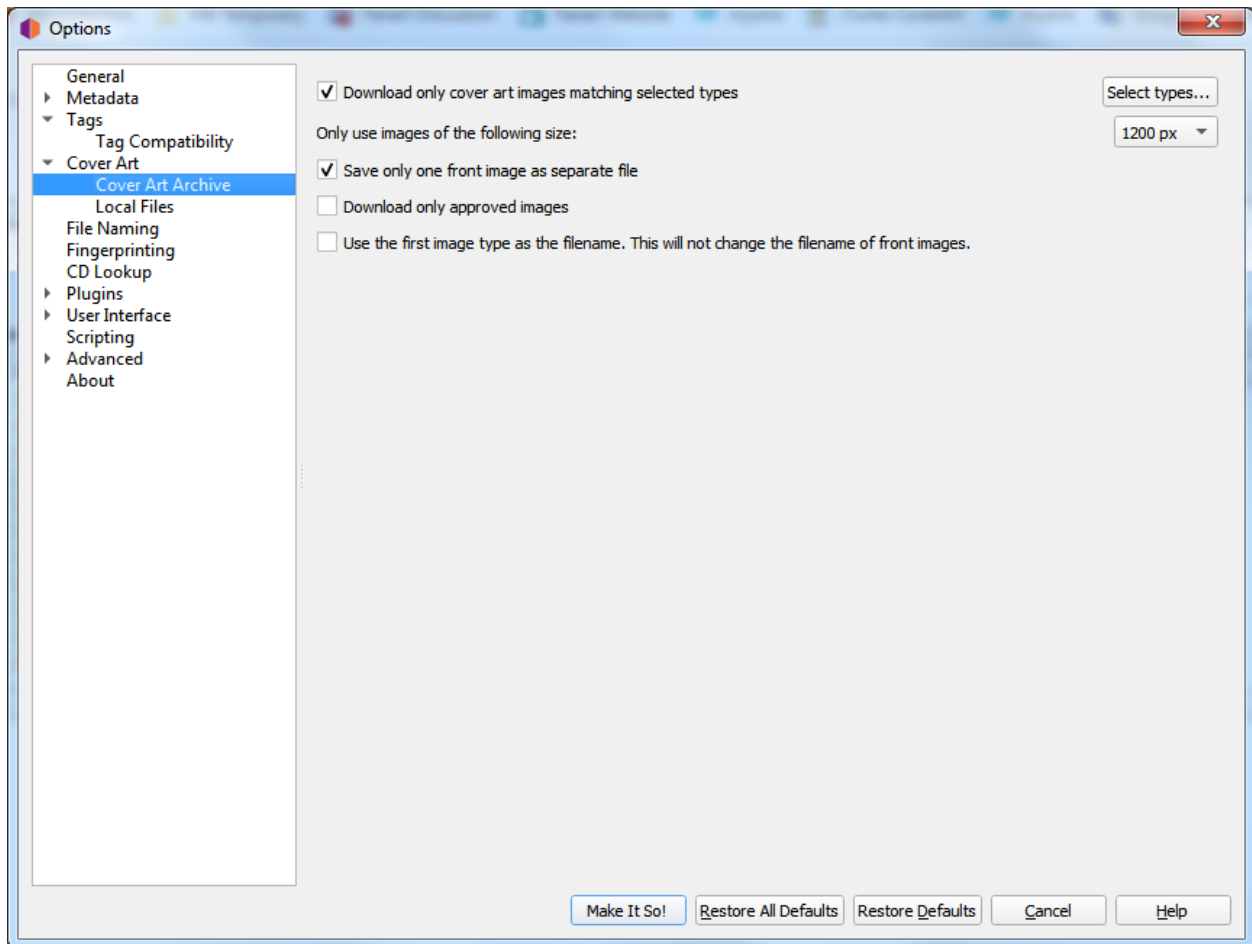 Options
General
Metadata
Tags
Tag Compatibility
Cover Art
Cover Art Archive
Local Files
File Naming
Fingerprinting
CD Lookup
Plugins
User Interface
Scripting
Advanced
About
Download only cover art images matching selected types
Select types...
Only use images of the following size:
1200 px
Save only one front image as separate file
Download only approved images
Use the first image type as the filename. This will not change the filename of front images.
Make It So!
Restore All Defaults
Restore Defaults
Cancel
Help